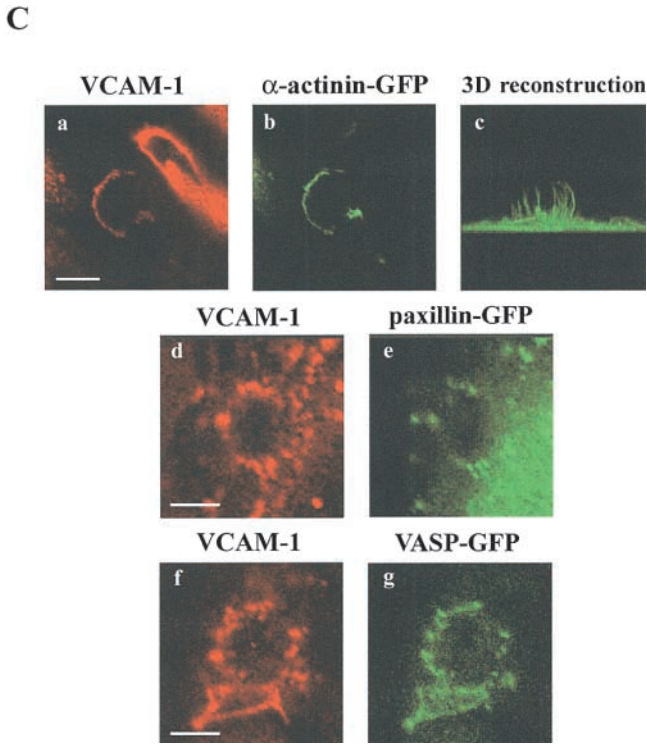 C
VCAM-1 α-actinin-GFP 3D reconstruction
a b c
VCAM-1 paxillin-GFP
d e
VCAM-1 VASP-GFP
f g